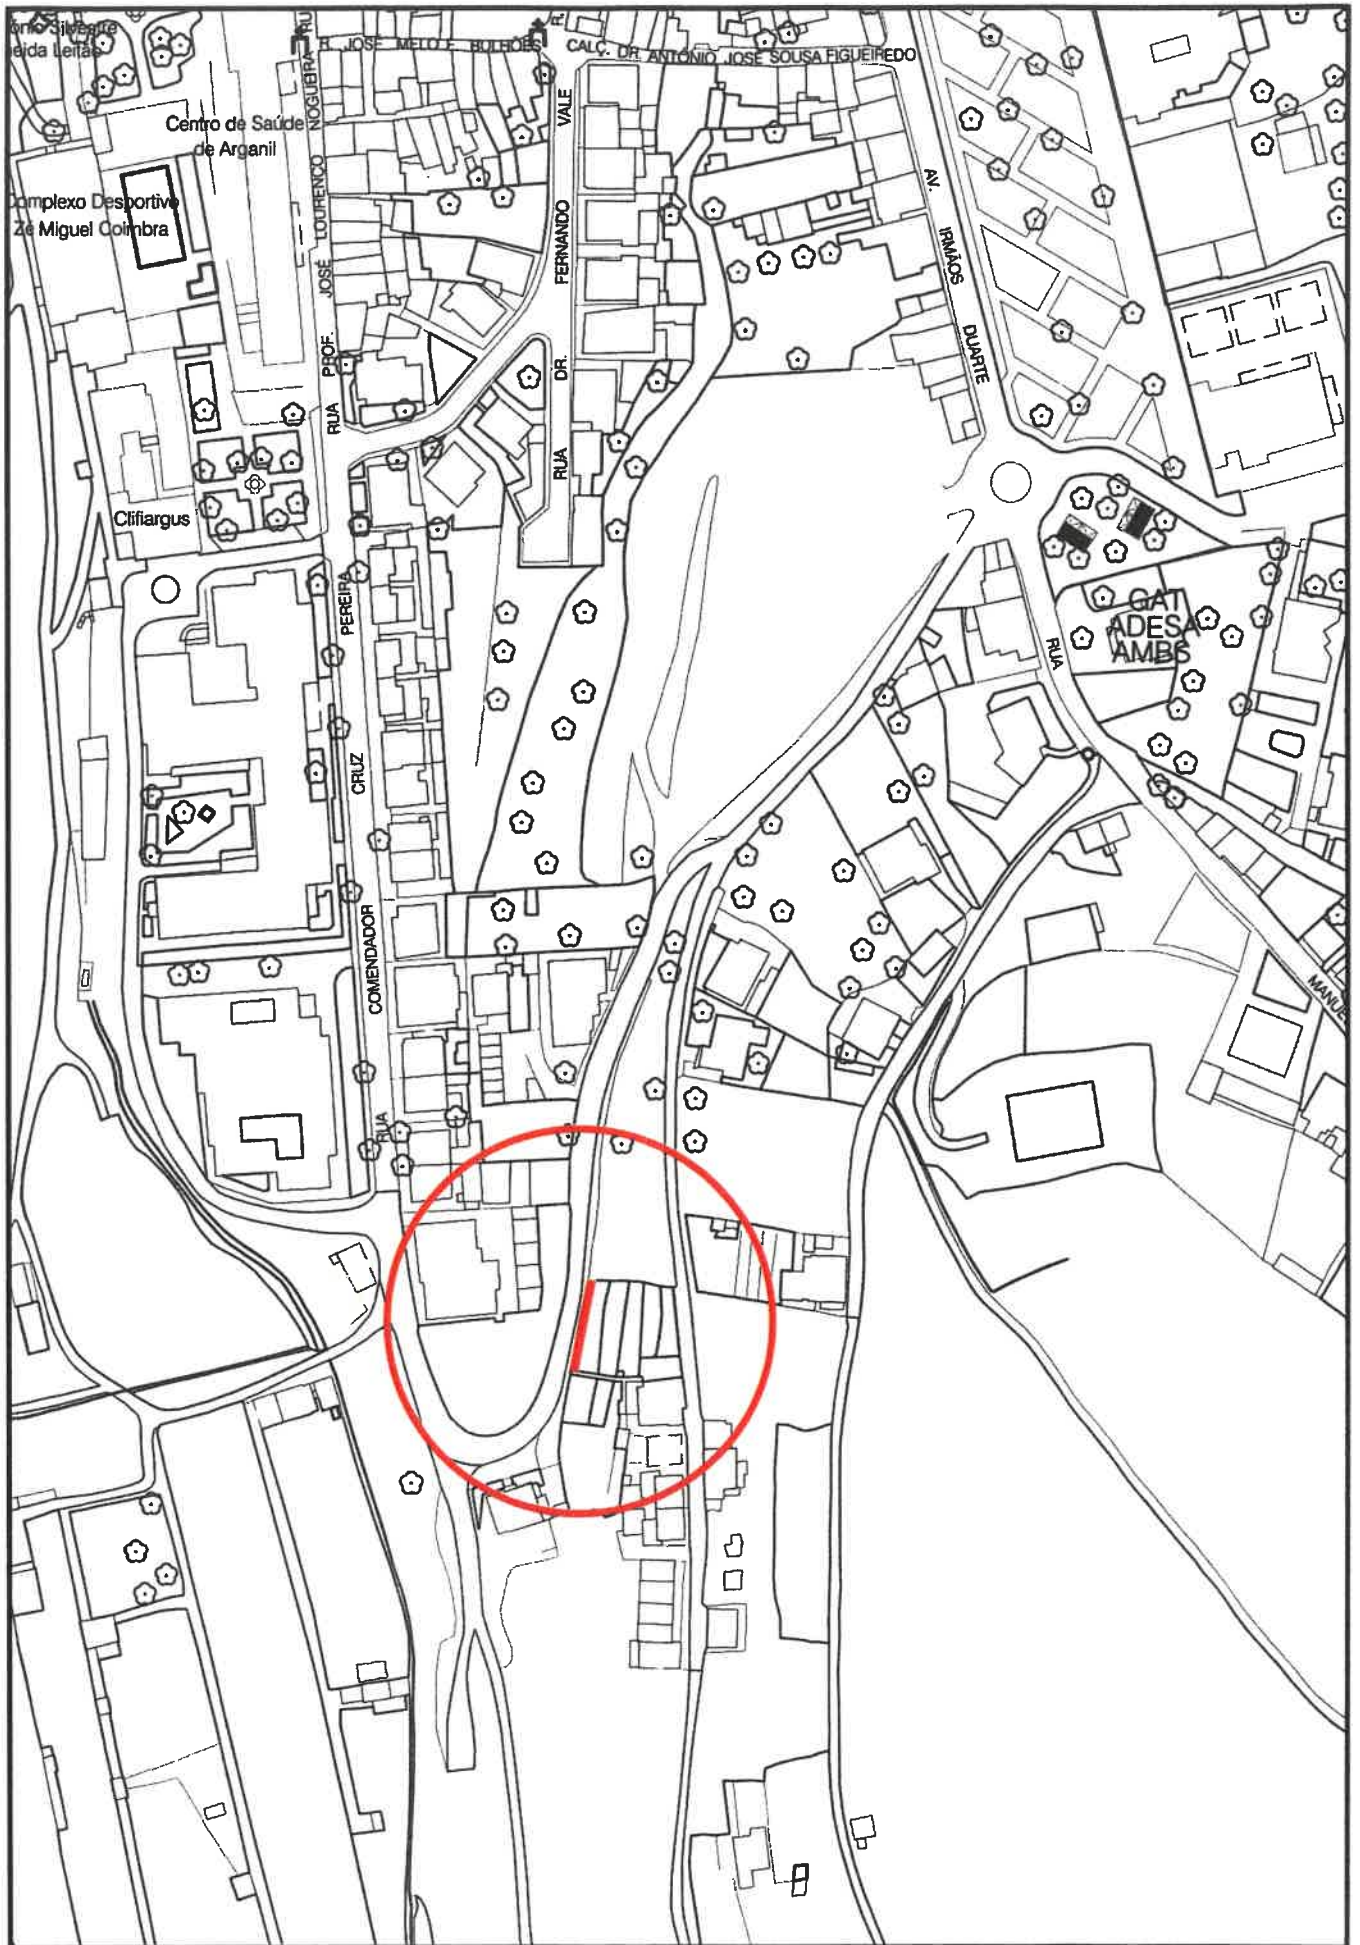 R. JOSÉ MELO E BULHÕES
CALÇ. DR. ANTÓNIO JOSÉ SOUSA FIGUEIREDO
Centro de Saúde
de Arganil
Complexo Desportivo
Zé Miguel Coimbra
RUA PROF. JOSÉ LOURENÇO NOGUEIRA
RUA DR. FERNANDO VALE
AV. IRMÃOS DUARTE
Clifiargus
GAT
ADESA
AMBS
RUA
RUA COMENDADOR CRUZ PEREIRA